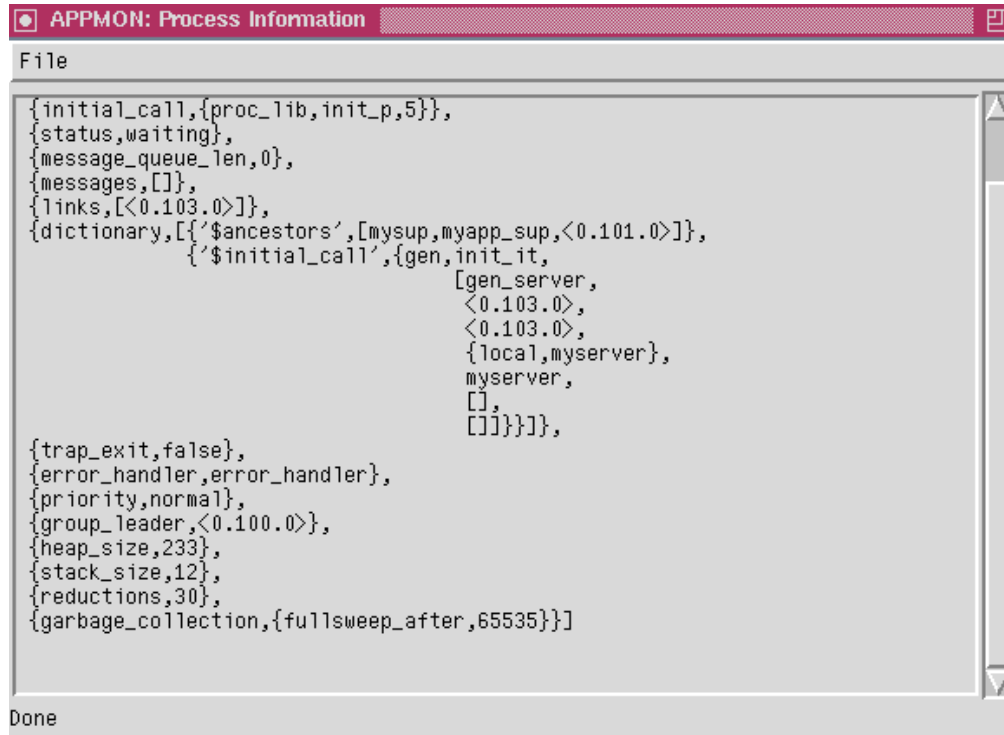 APPMON: Process Information
File
{initial_call,{proc_lib,init_p,5}},
{status,waiting},
{message_queue_len,0},
{messages,[]},
{links,[<0.103.0>]},
{dictionary,[{'$ancestors',[mysup,myapp_sup,<0.101.0>]},
{'$initial_call',{gen,init_it,
[gen_server,
<0.103.0>,
<0.103.0>,
{local,myserver},
myserver,
[],
[]]}}]},
{trap_exit,false},
{error_handler,error_handler},
{priority,normal},
{group_leader,<0.100.0>},
{heap_size,233},
{stack_size,12},
{reductions,30},
{garbage_collection,{fullsweep_after,65535}}]
Done